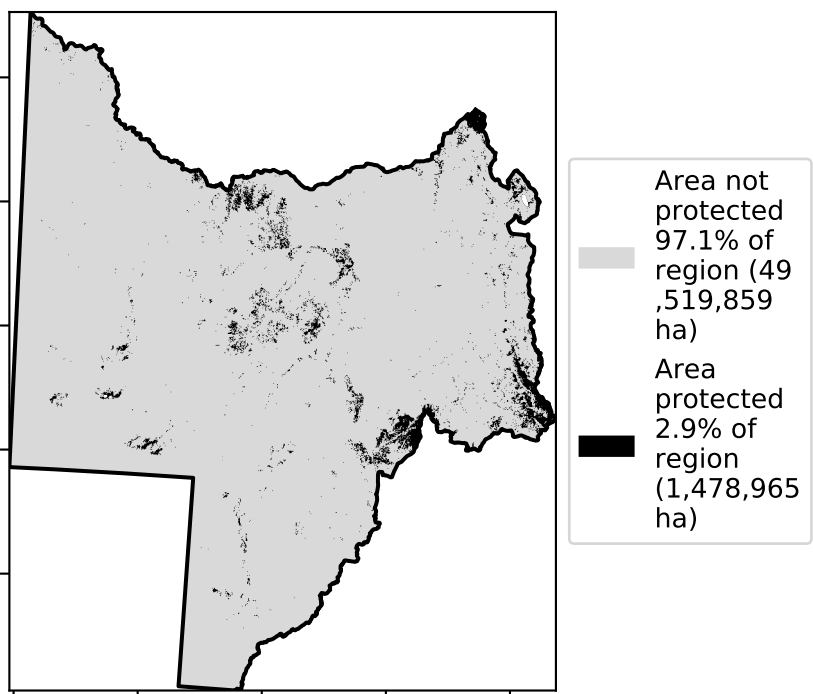 Area not
protected
97.1% of
region (49
,519,859
ha)
Area
protected
2.9% of
region
(1,478,965
ha)